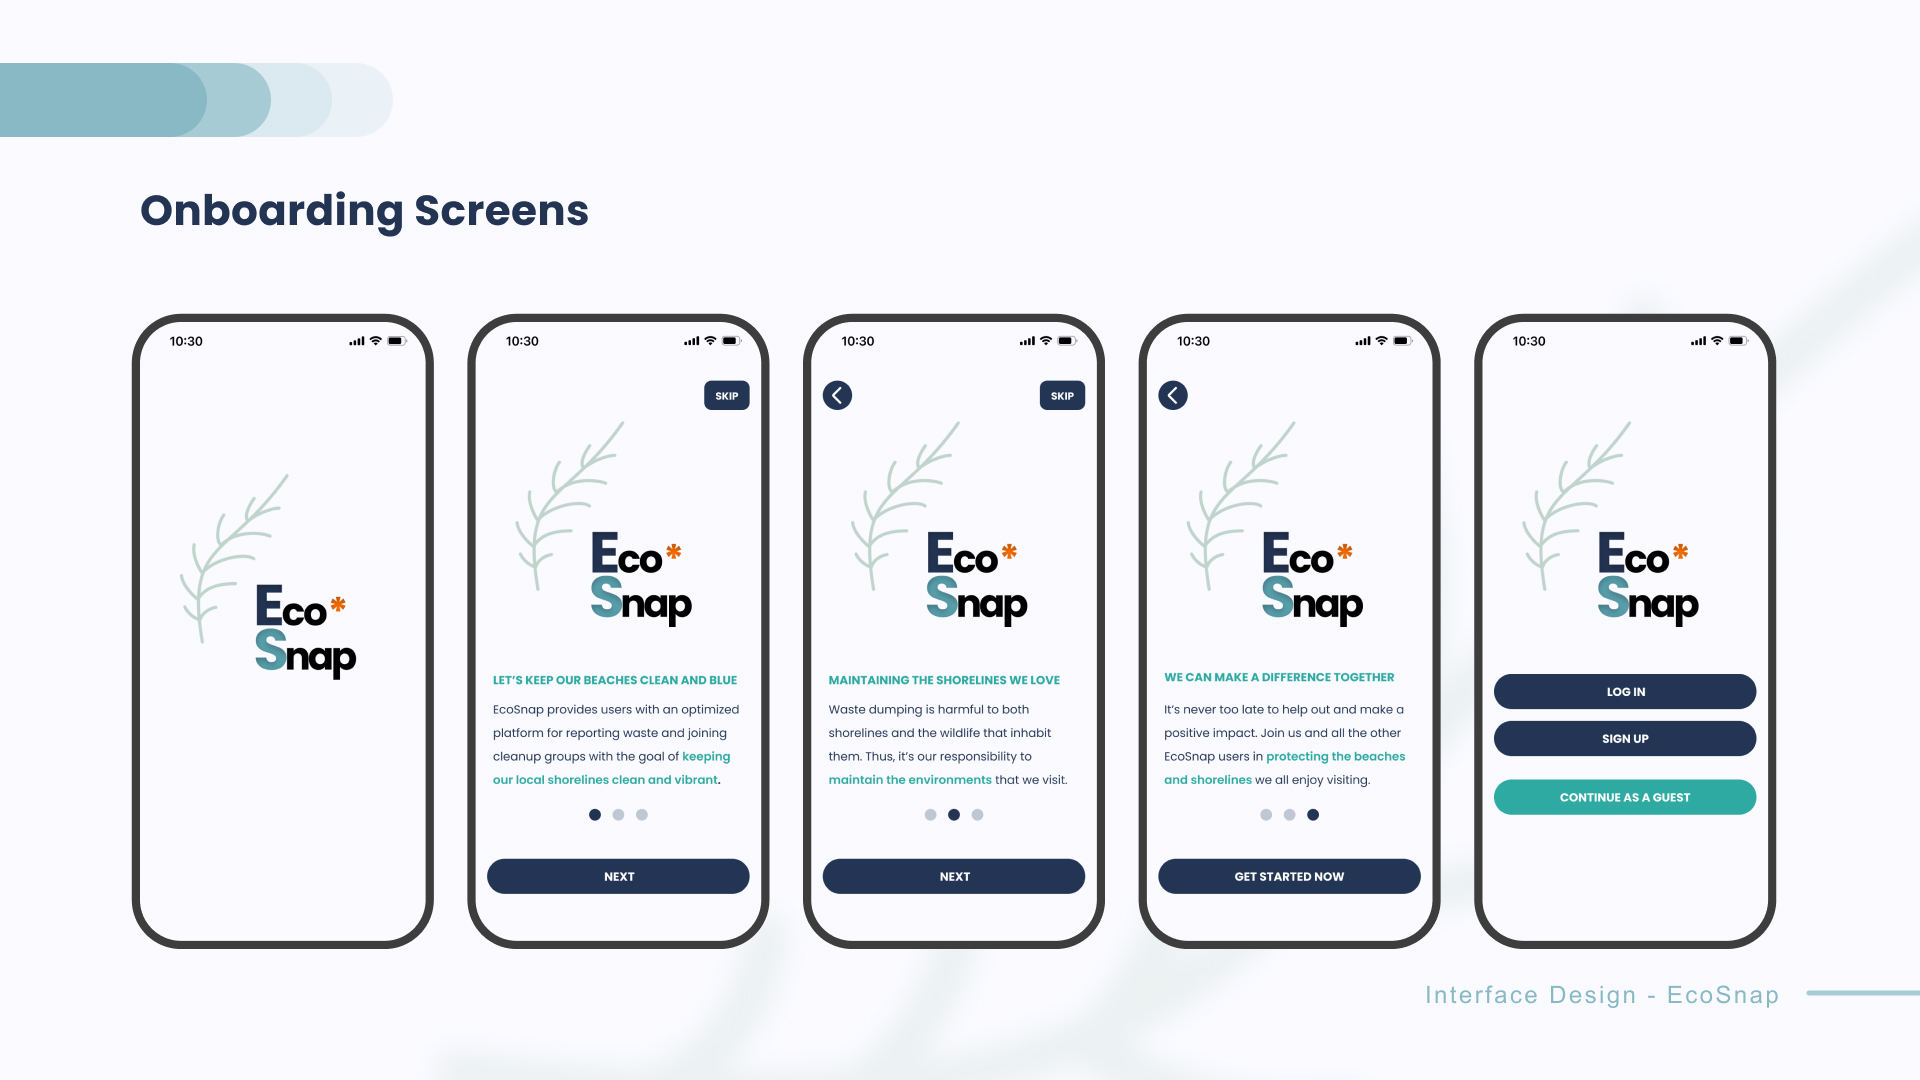 Onboarding Screens
10:30
Eco*
Snap
10:30
SKIP
Eco*
Snap
LET’S KEEP OUR BEACHES CLEAN AND BLUE
EcoSnap provides users with an optimized
platform for reporting waste and joining
cleanup groups with the goal of keeping
our local shorelines clean and vibrant.
NEXT
10:30
SKIP
Eco*
Snap
MAINTAINING THE SHORELINES WE LOVE
Waste dumping is harmful to both
shorelines and the wildlife that inhabit
them. Thus, it’s our responsibility to
maintain the environments that we visit.
NEXT
10:30
Eco*
Snap
WE CAN MAKE A DIFFERENCE TOGETHER
It’s never too late to help out and make a
positive impact. Join us and all the other
EcoSnap users in protecting the beaches
and shorelines we all enjoy visiting.
GET STARTED NOW
10:30
Eco*
Snap
LOG IN
SIGN UP
CONTINUE AS A GUEST
Interface Design - EcoSnap